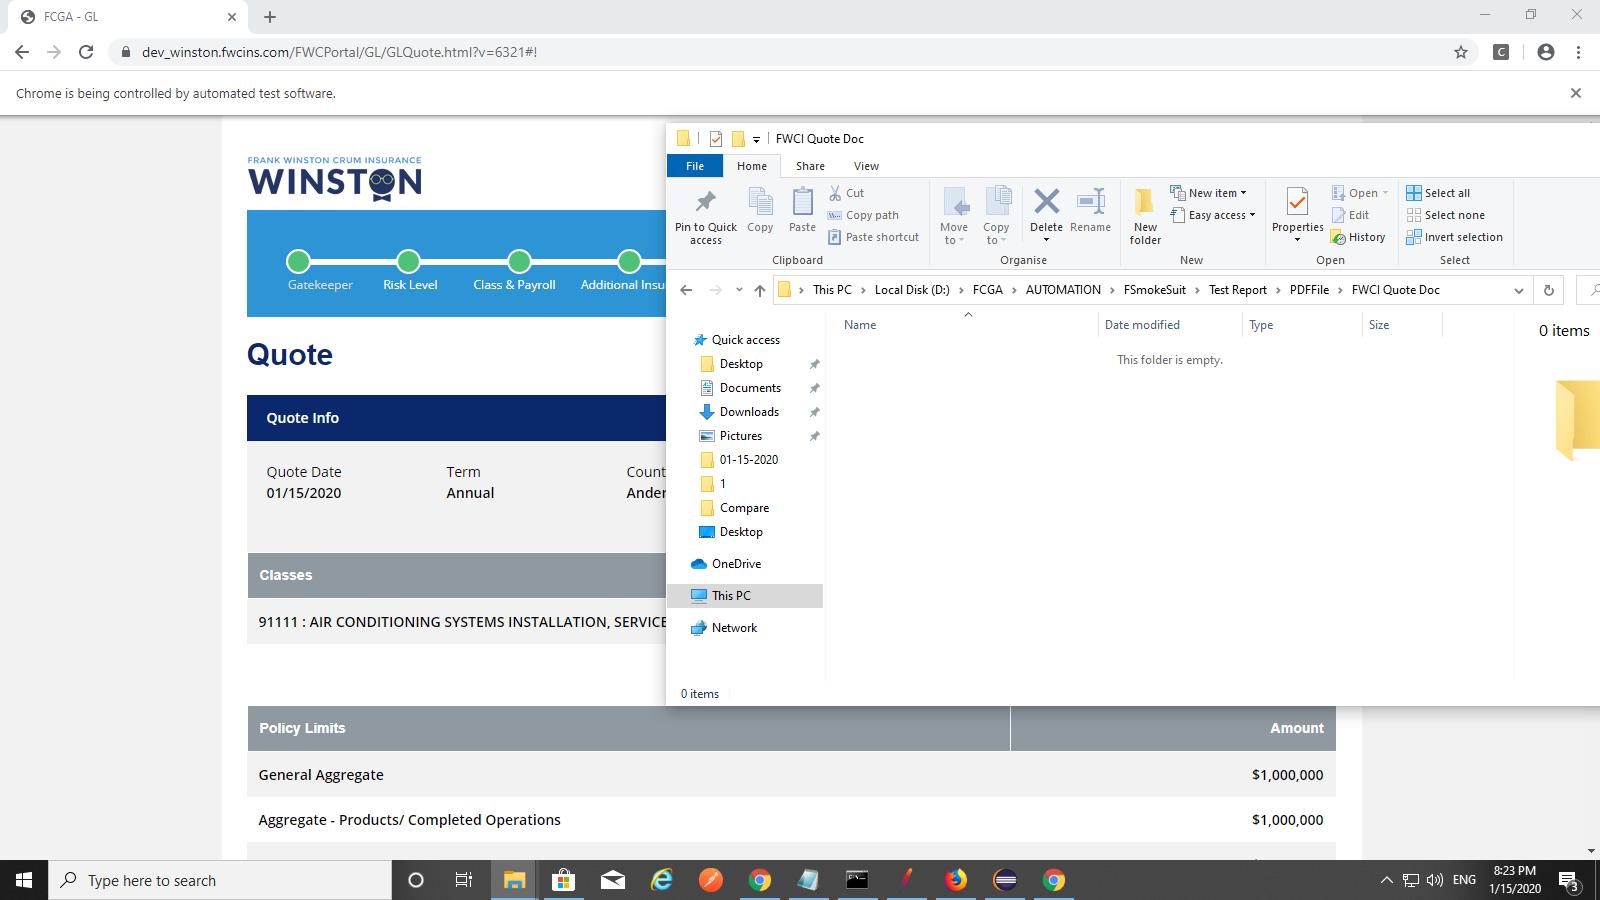 FCGA - GL
dev_winston.fwcins.com/FWCPortal/GL/GLQuote.html?v=6321#!
C
Chrome is being controlled by automated test software.
FRANK WINSTON CRUM INSURANCE
WINSTON
Gatekeeper Risk Level Class & Payroll Additional Insu
Quote
Quote Info
Quote Date Term Count
01/15/2020 Annual Ander
Classes
91111 : AIR CONDITIONING SYSTEMS INSTALLATION, SERVICE
Policy Limits Amount
General Aggregate $1,000,000
Aggregate - Products/ Completed Operations $1,000,000
FWCI Quote Doc
File Home Share View
Pin to Quick access
Copy
Paste
Cut
Copy path
Paste shortcut
Clipboard
Move to
Copy to
Delete
Rename
Organise
New folder
New item
Easy access
New
Properties
Open
Edit
History
Open
Select all
Select none
Invert selection
Select
This PC > Local Disk (D:) > FCGA > AUTOMATION > FSmokeSuit > Test Report > PDFFile > FWCI Quote Doc
Name Date modified Type Size
This folder is empty.
0 items
Quick access
Desktop
Documents
Downloads
Pictures
01-15-2020
1
Compare
Desktop
OneDrive
This PC
Network
0 items
Type here to search
ENG
8:23 PM
1/15/2020
3